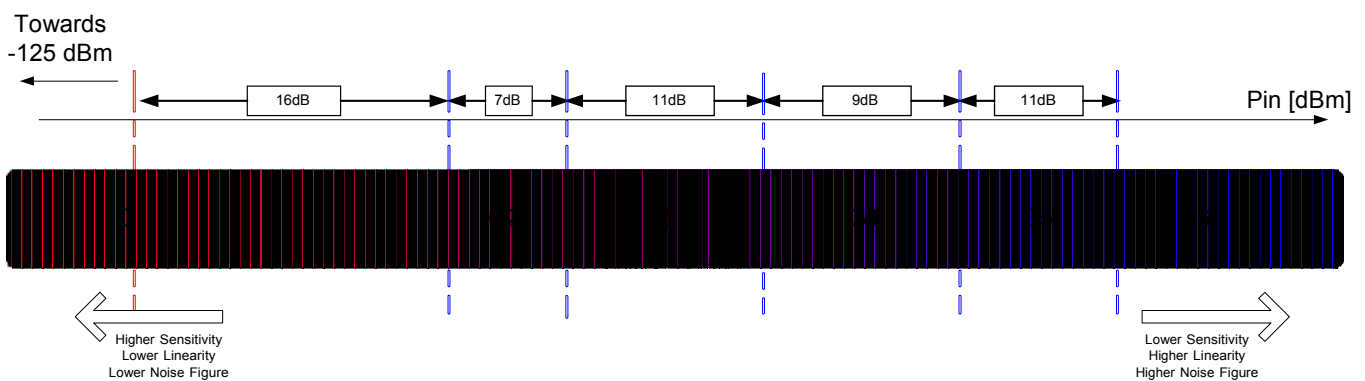 Towards
-125 dBm
16dB
7dB
11dB
9dB
11dB
Pin [dBm]
Higher Sensitivity
Lower Linearity
Lower Noise Figure
Lower Sensitivity
Higher Linearity
Higher Noise Figure